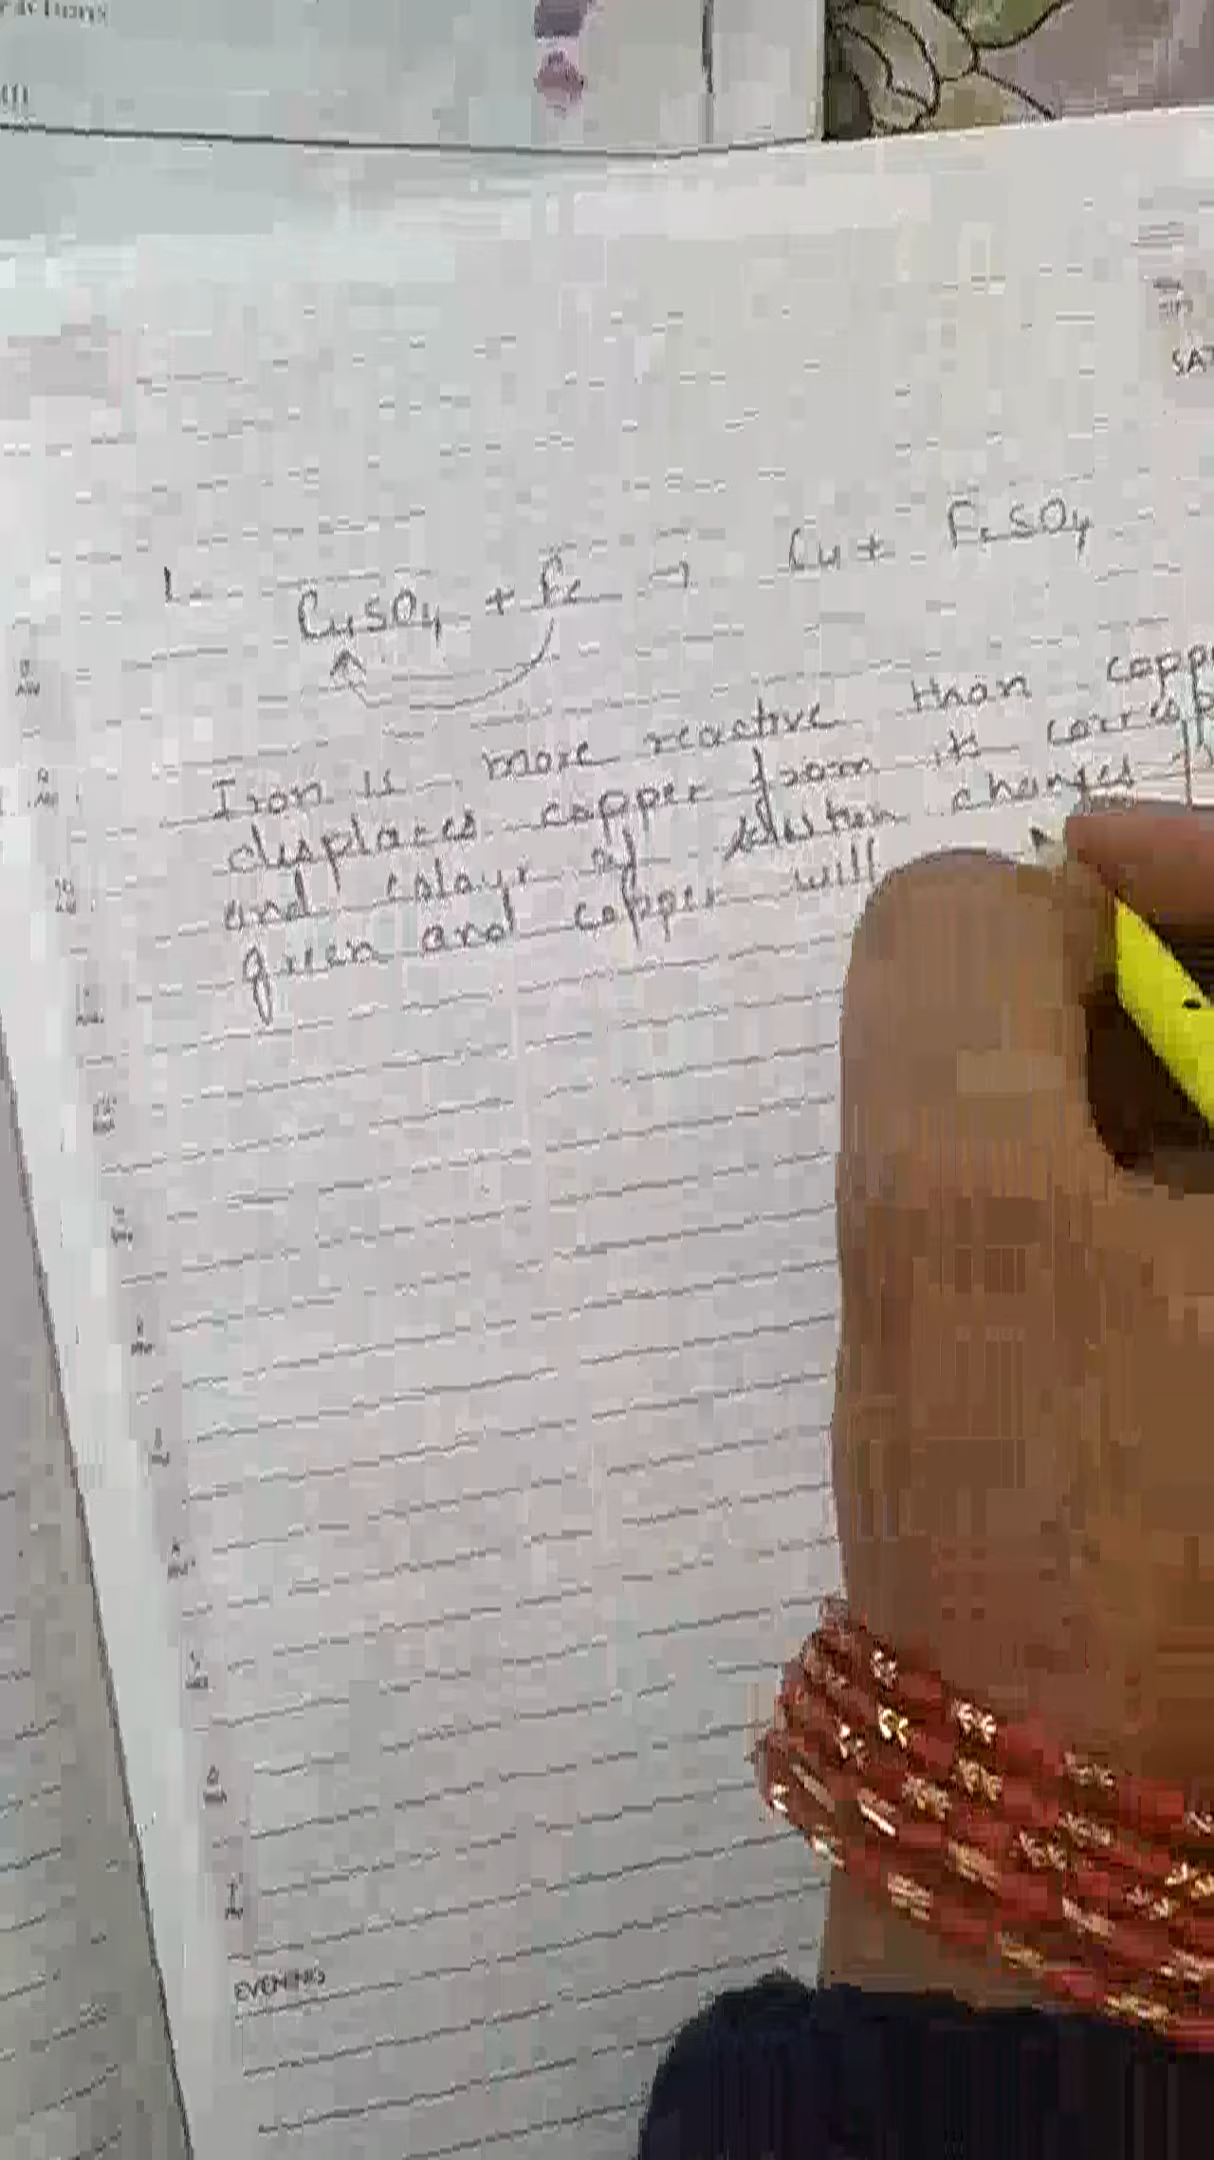 ractions
SAT
1. CuSO4 + Fe → Cu + FeSO4
Iron is more reactive than copp
displaces copper from its corresp
and colour of solution changes
green and copper will
EVENING